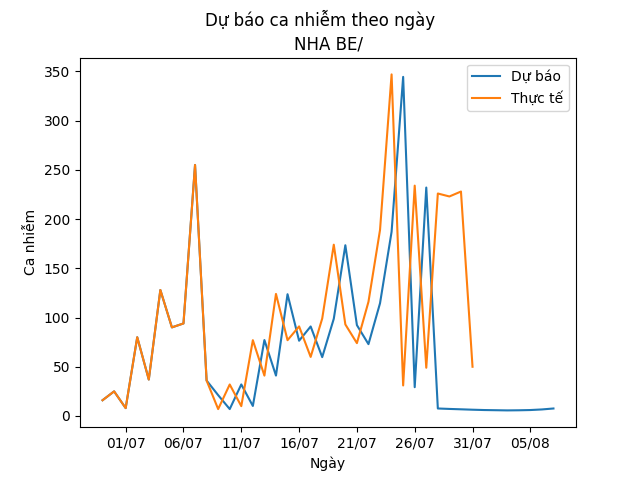 Dự báo ca nhiễm theo ngày
NHA BE/
Dự báo
Thực tế
Ca nhiễm
350
300
250
200
150
100
50
0
01/07 06/07 11/07 16/07 21/07 26/07 31/07 05/08
Ngày